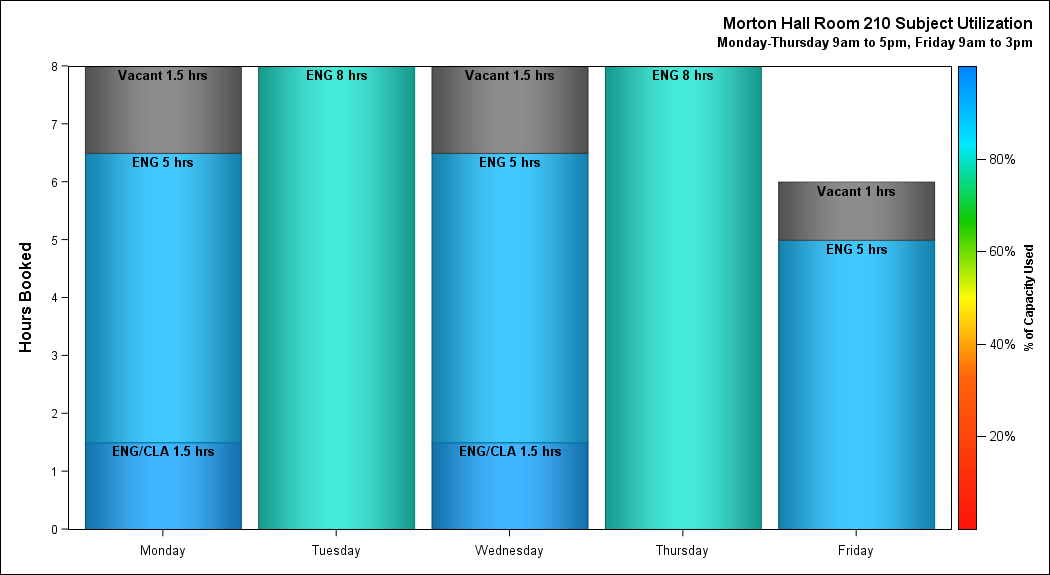 Morton Hall Room 210 Subject Utilization
Monday-Thursday 9am to 5pm, Friday 9am to 3pm
Hours Booked
8
7
6
5
4
3
2
1
0
Vacant 1.5 hrs
ENG 5 hrs
ENG/CLA 1.5 hrs
ENG 8 hrs
Vacant 1.5 hrs
ENG 5 hrs
ENG/CLA 1.5 hrs
ENG 8 hrs
Vacant 1 hrs
ENG 5 hrs
Monday
Tuesday
Wednesday
Thursday
Friday
80%
60%
40%
20%
% of Capacity Used